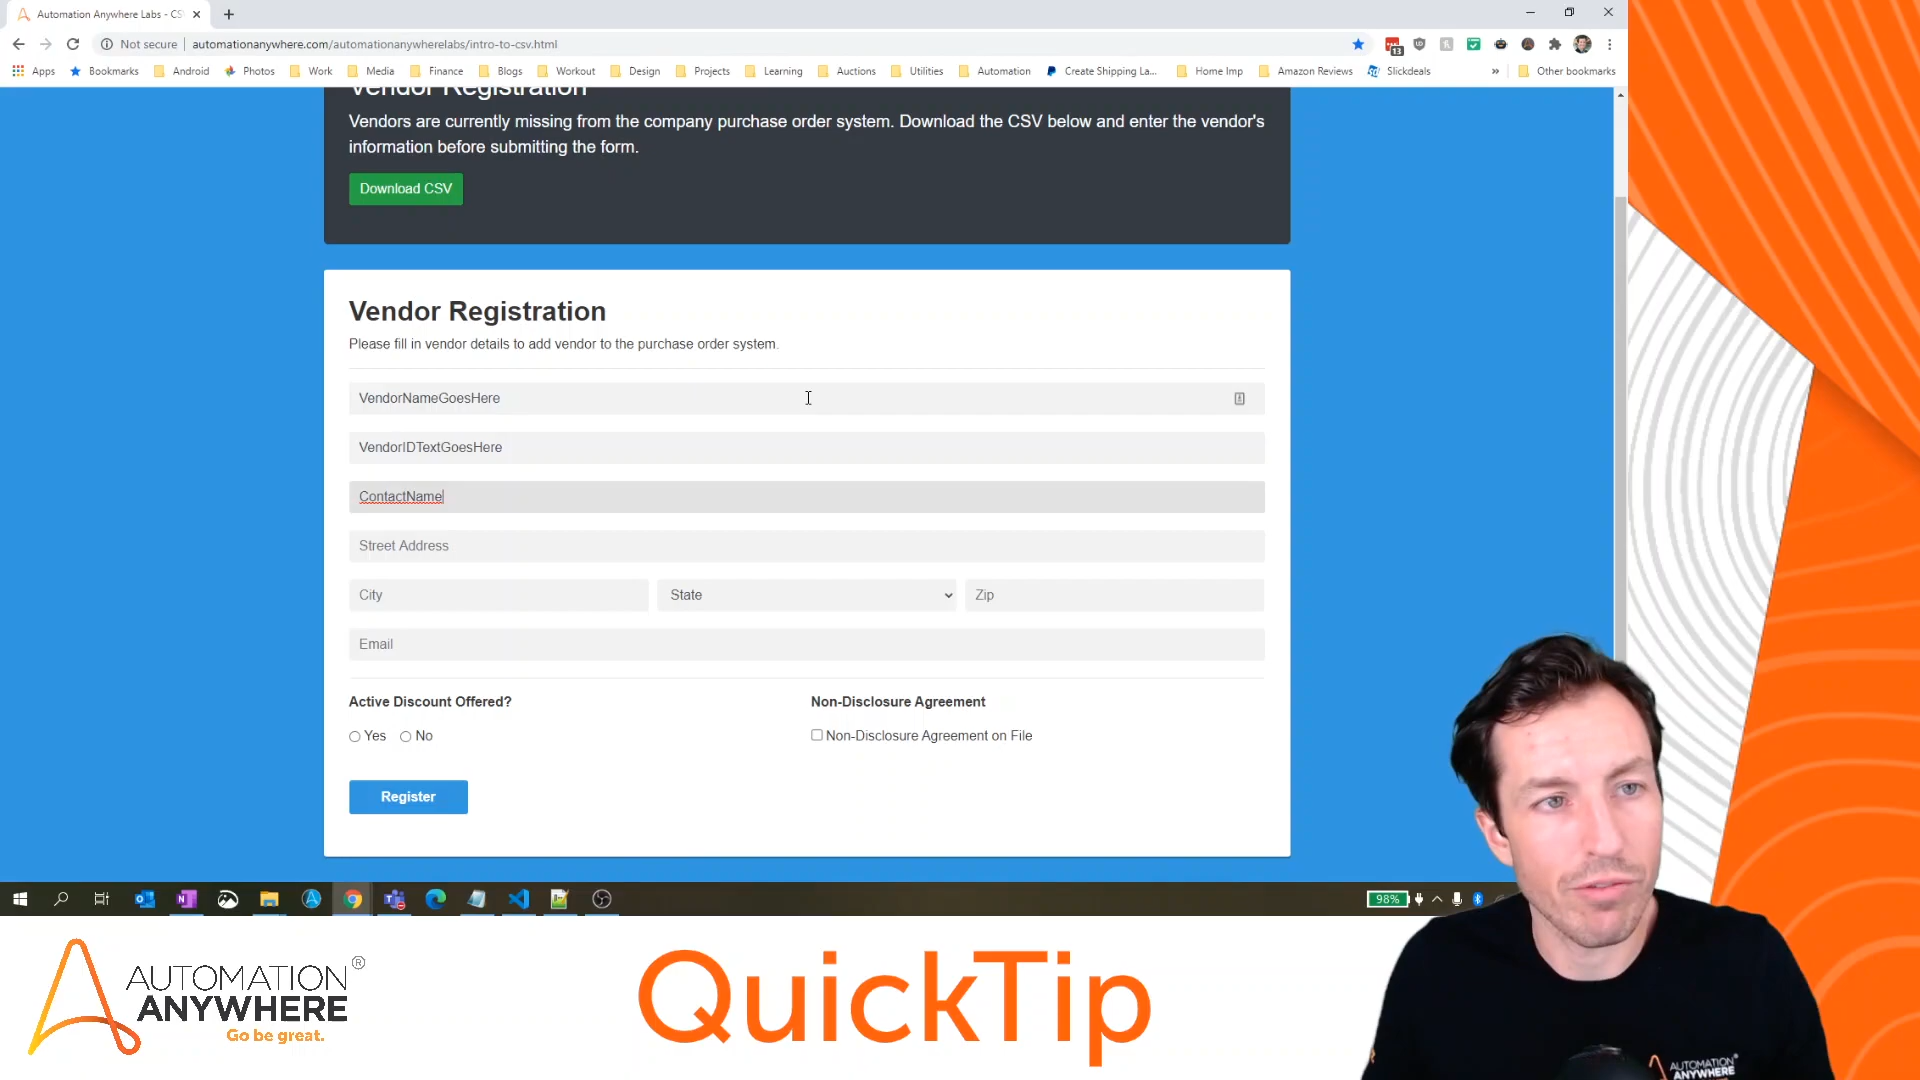 Automation Anywhere Labs - CS
Not secure
automationanywhere.com/automationanywherelabs/intro-to-csv.html
13
Apps
Bookmarks
Android
Photos
Work
Media
Finance
Blogs
Workout
Design
Projects
Learning
Auctions
Utilities
Automation
Create Shipping La...
Home Imp
Amazon Reviews
Slickdeals
»
Other bookmarks
Vendor Registration
Vendors are currently missing from the company purchase order system. Download the CSV below and enter the vendor's
information before submitting the form.
Download CSV
Vendor Registration
Please fill in vendor details to add vendor to the purchase order system.
VendorNameGoesHere
VendorIDTextGoesHere
ContactName
Street Address
City
State
Zip
Email
Active Discount Offered?
Non-Disclosure Agreement
Yes
No
Non-Disclosure Agreement on File
Register
98%
AUTOMATION®
ANYWHERE
Go be great.
QuickTip
AUTOMATION
ANYWHERE